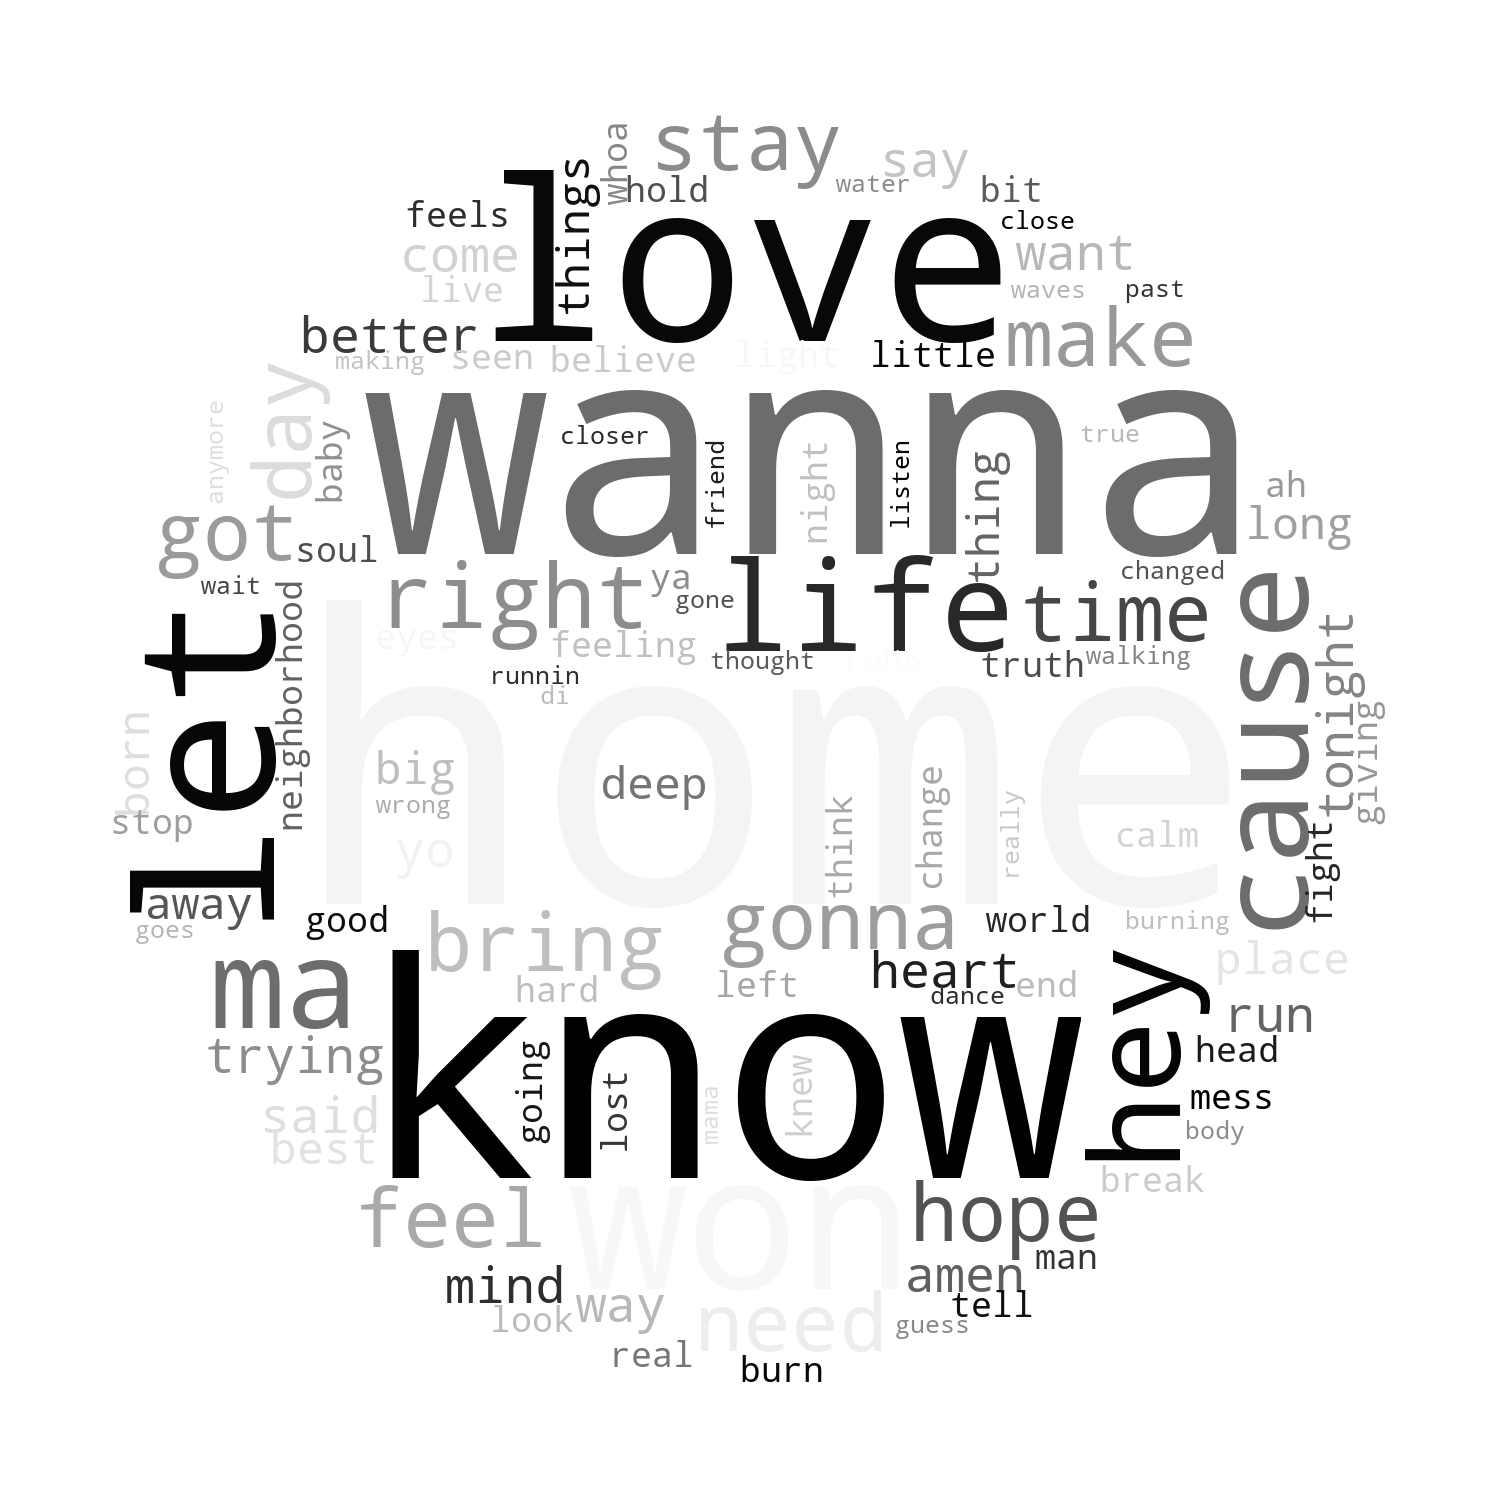 stay
say
whoa
hold
water
bit
things
love
feels
close
come
want
live
waves
past
better
make
making
seen
believe
light
little
day
wanna
anymore
baby
closer
friend
night
listen
thing
true
ah
got
long
soul
right
ya
life
time
changed
wait
gone
cause
let
neighborhood
eyes
feeling
runnin
thought
radio
truth
walking
tonight
di
home
born
giving
big
deep
wrong
think
change
really
stop
yo
calm
fight
away
good
goes
bring
gonna
world
burning
ma
hard
left
heart
dance
end
place
hey
run
trying
know
going
lost
mama
knew
head
said
mess
best
body
feel
won
hope
break
mind
amen
man
look
way
need
tell
guess
real
burn